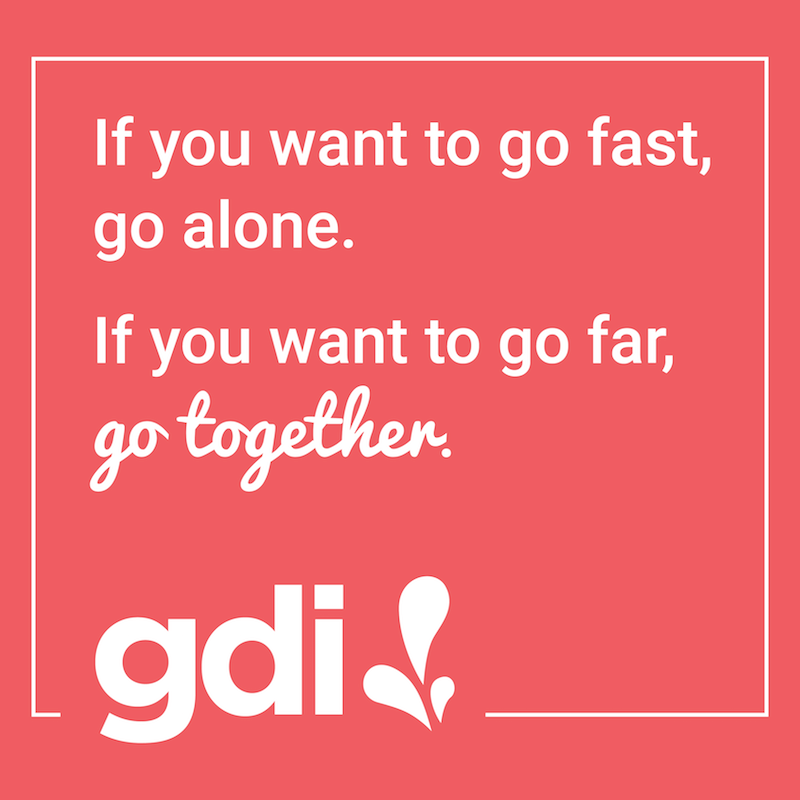 If you want to go fast,
go alone.
If you want to go far,
go together.
gdi